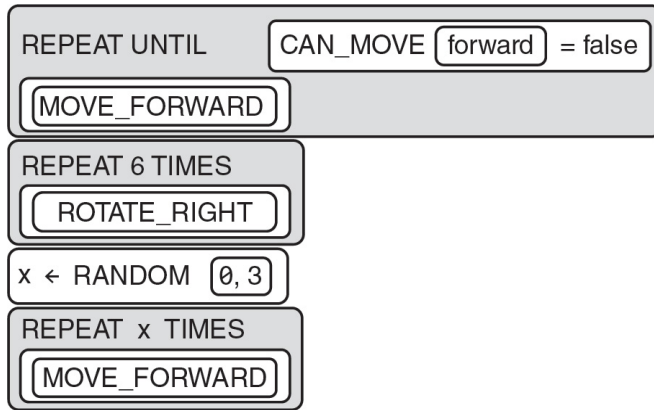 REPEAT UNTIL CAN_MOVE forward = false
MOVE_FORWARD
REPEAT 6 TIMES
ROTATE_RIGHT
x ← RANDOM 0, 3
REPEAT x TIMES
MOVE_FORWARD